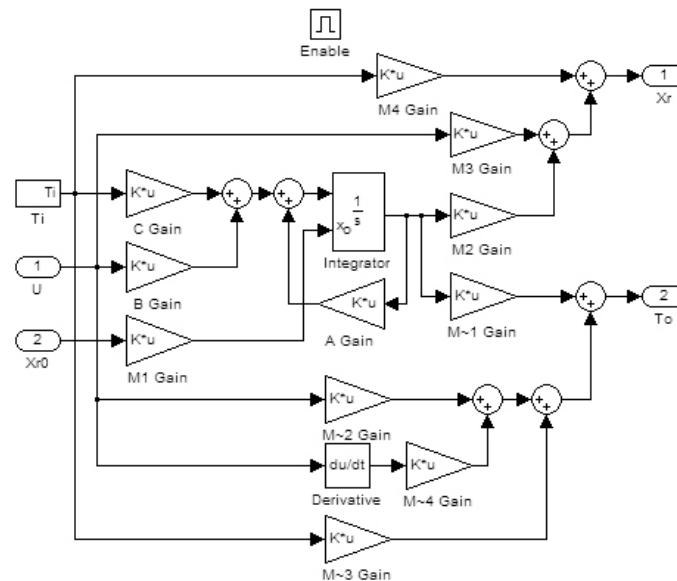 Enable
K*u
M4 Gain
1
Xr
K*u
M3 Gain
Ti
Ti
K*u
C Gain
1
s
xo
Integrator
K*u
M2 Gain
1
U
K*u
B Gain
K*u
A Gain
K*u
M~1 Gain
2
To
2
Xr0
K*u
M1 Gain
K*u
M~2 Gain
du/dt
Derivative
K*u
M~4 Gain
K*u
M~3 Gain